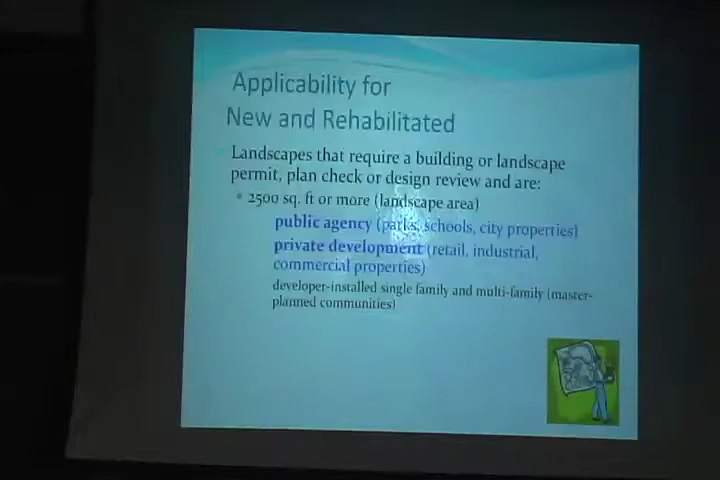 Applicability for
New and Rehabilitated
Landscapes that require a building or landscape
permit, plan check or design review and are:
2500 sq. ft or more (landscape area)
public agency (parks, schools, city properties)
private development (retail, industrial,
commercial properties)
developer-installed single family and multi-family (master-
planned communities)